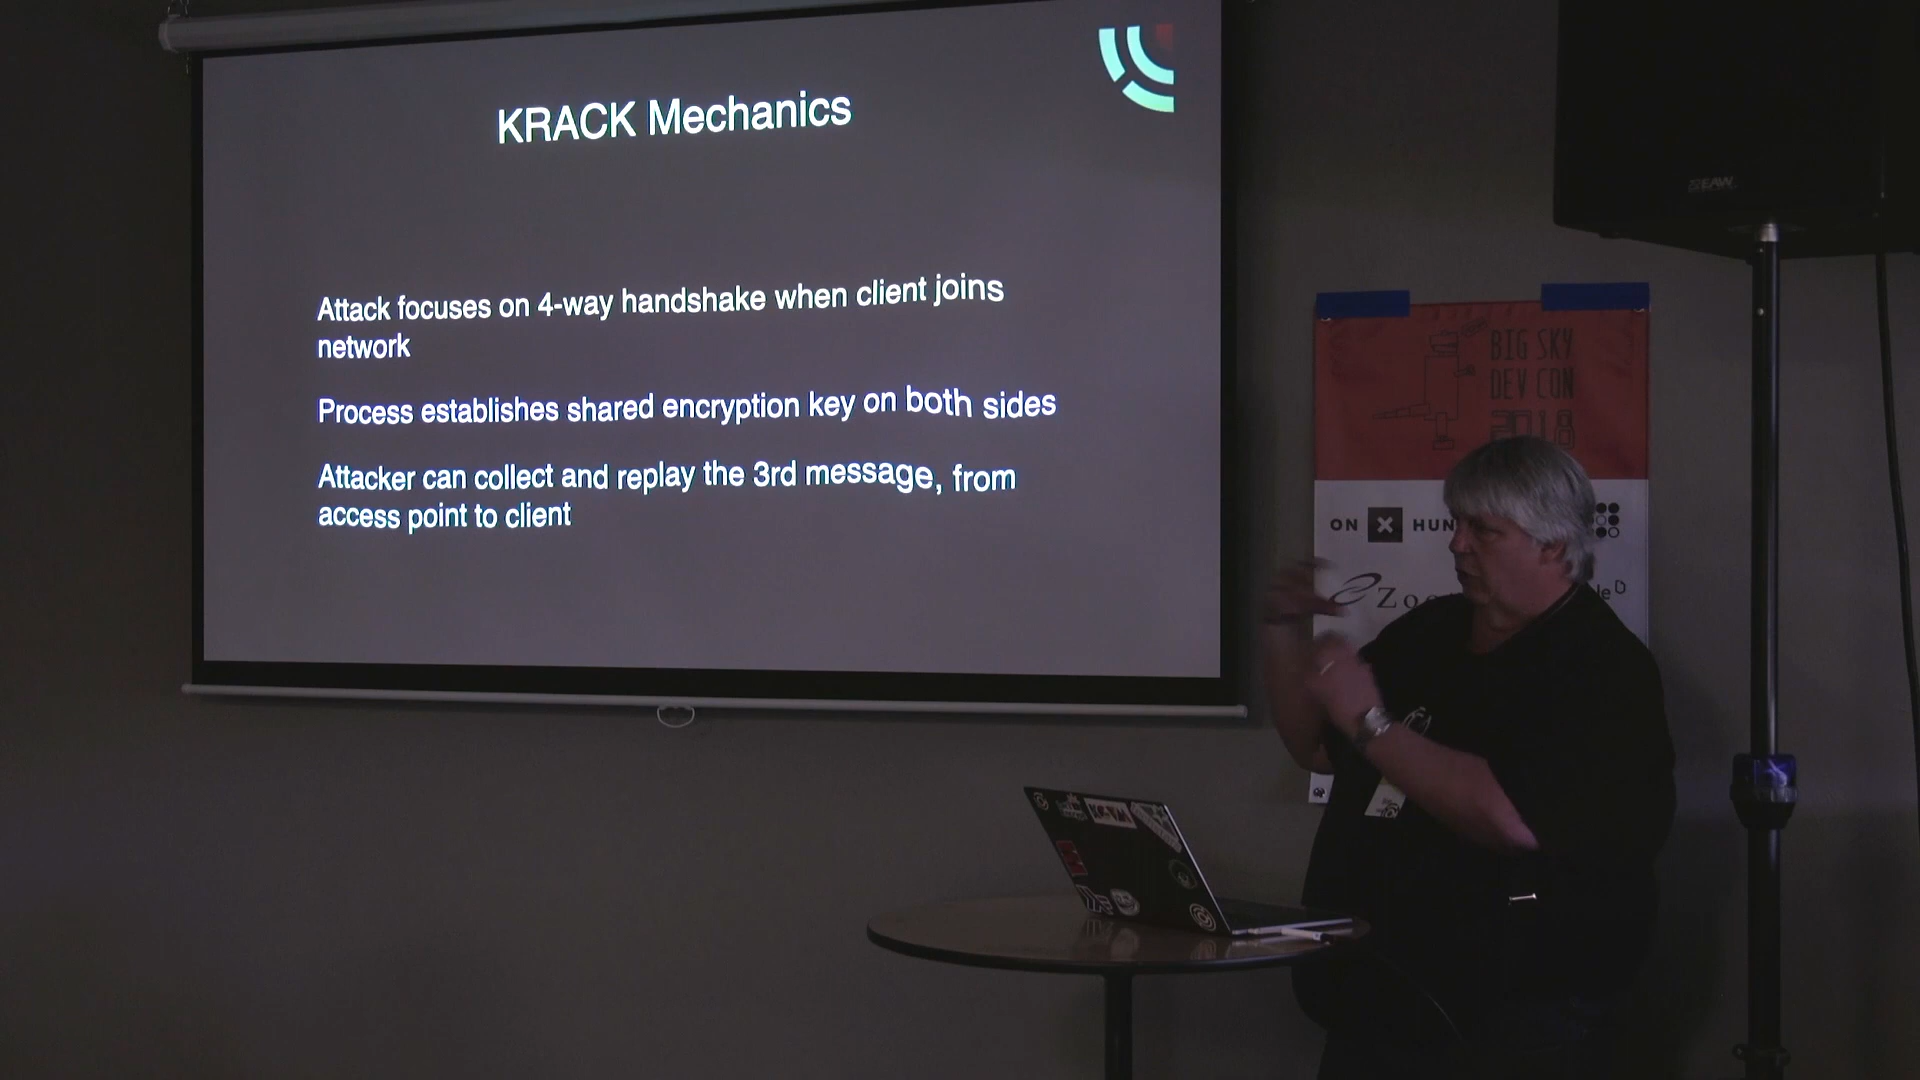 KRACK Mechanics
Attack focuses on 4-way handshake when client joins
network
Process establishes shared encryption key on both sides
Attacker can collect and replay the 3rd message, from
access point to client
EAW
BIG SKY
DEV CON
2018
ON X HUN
Zoo